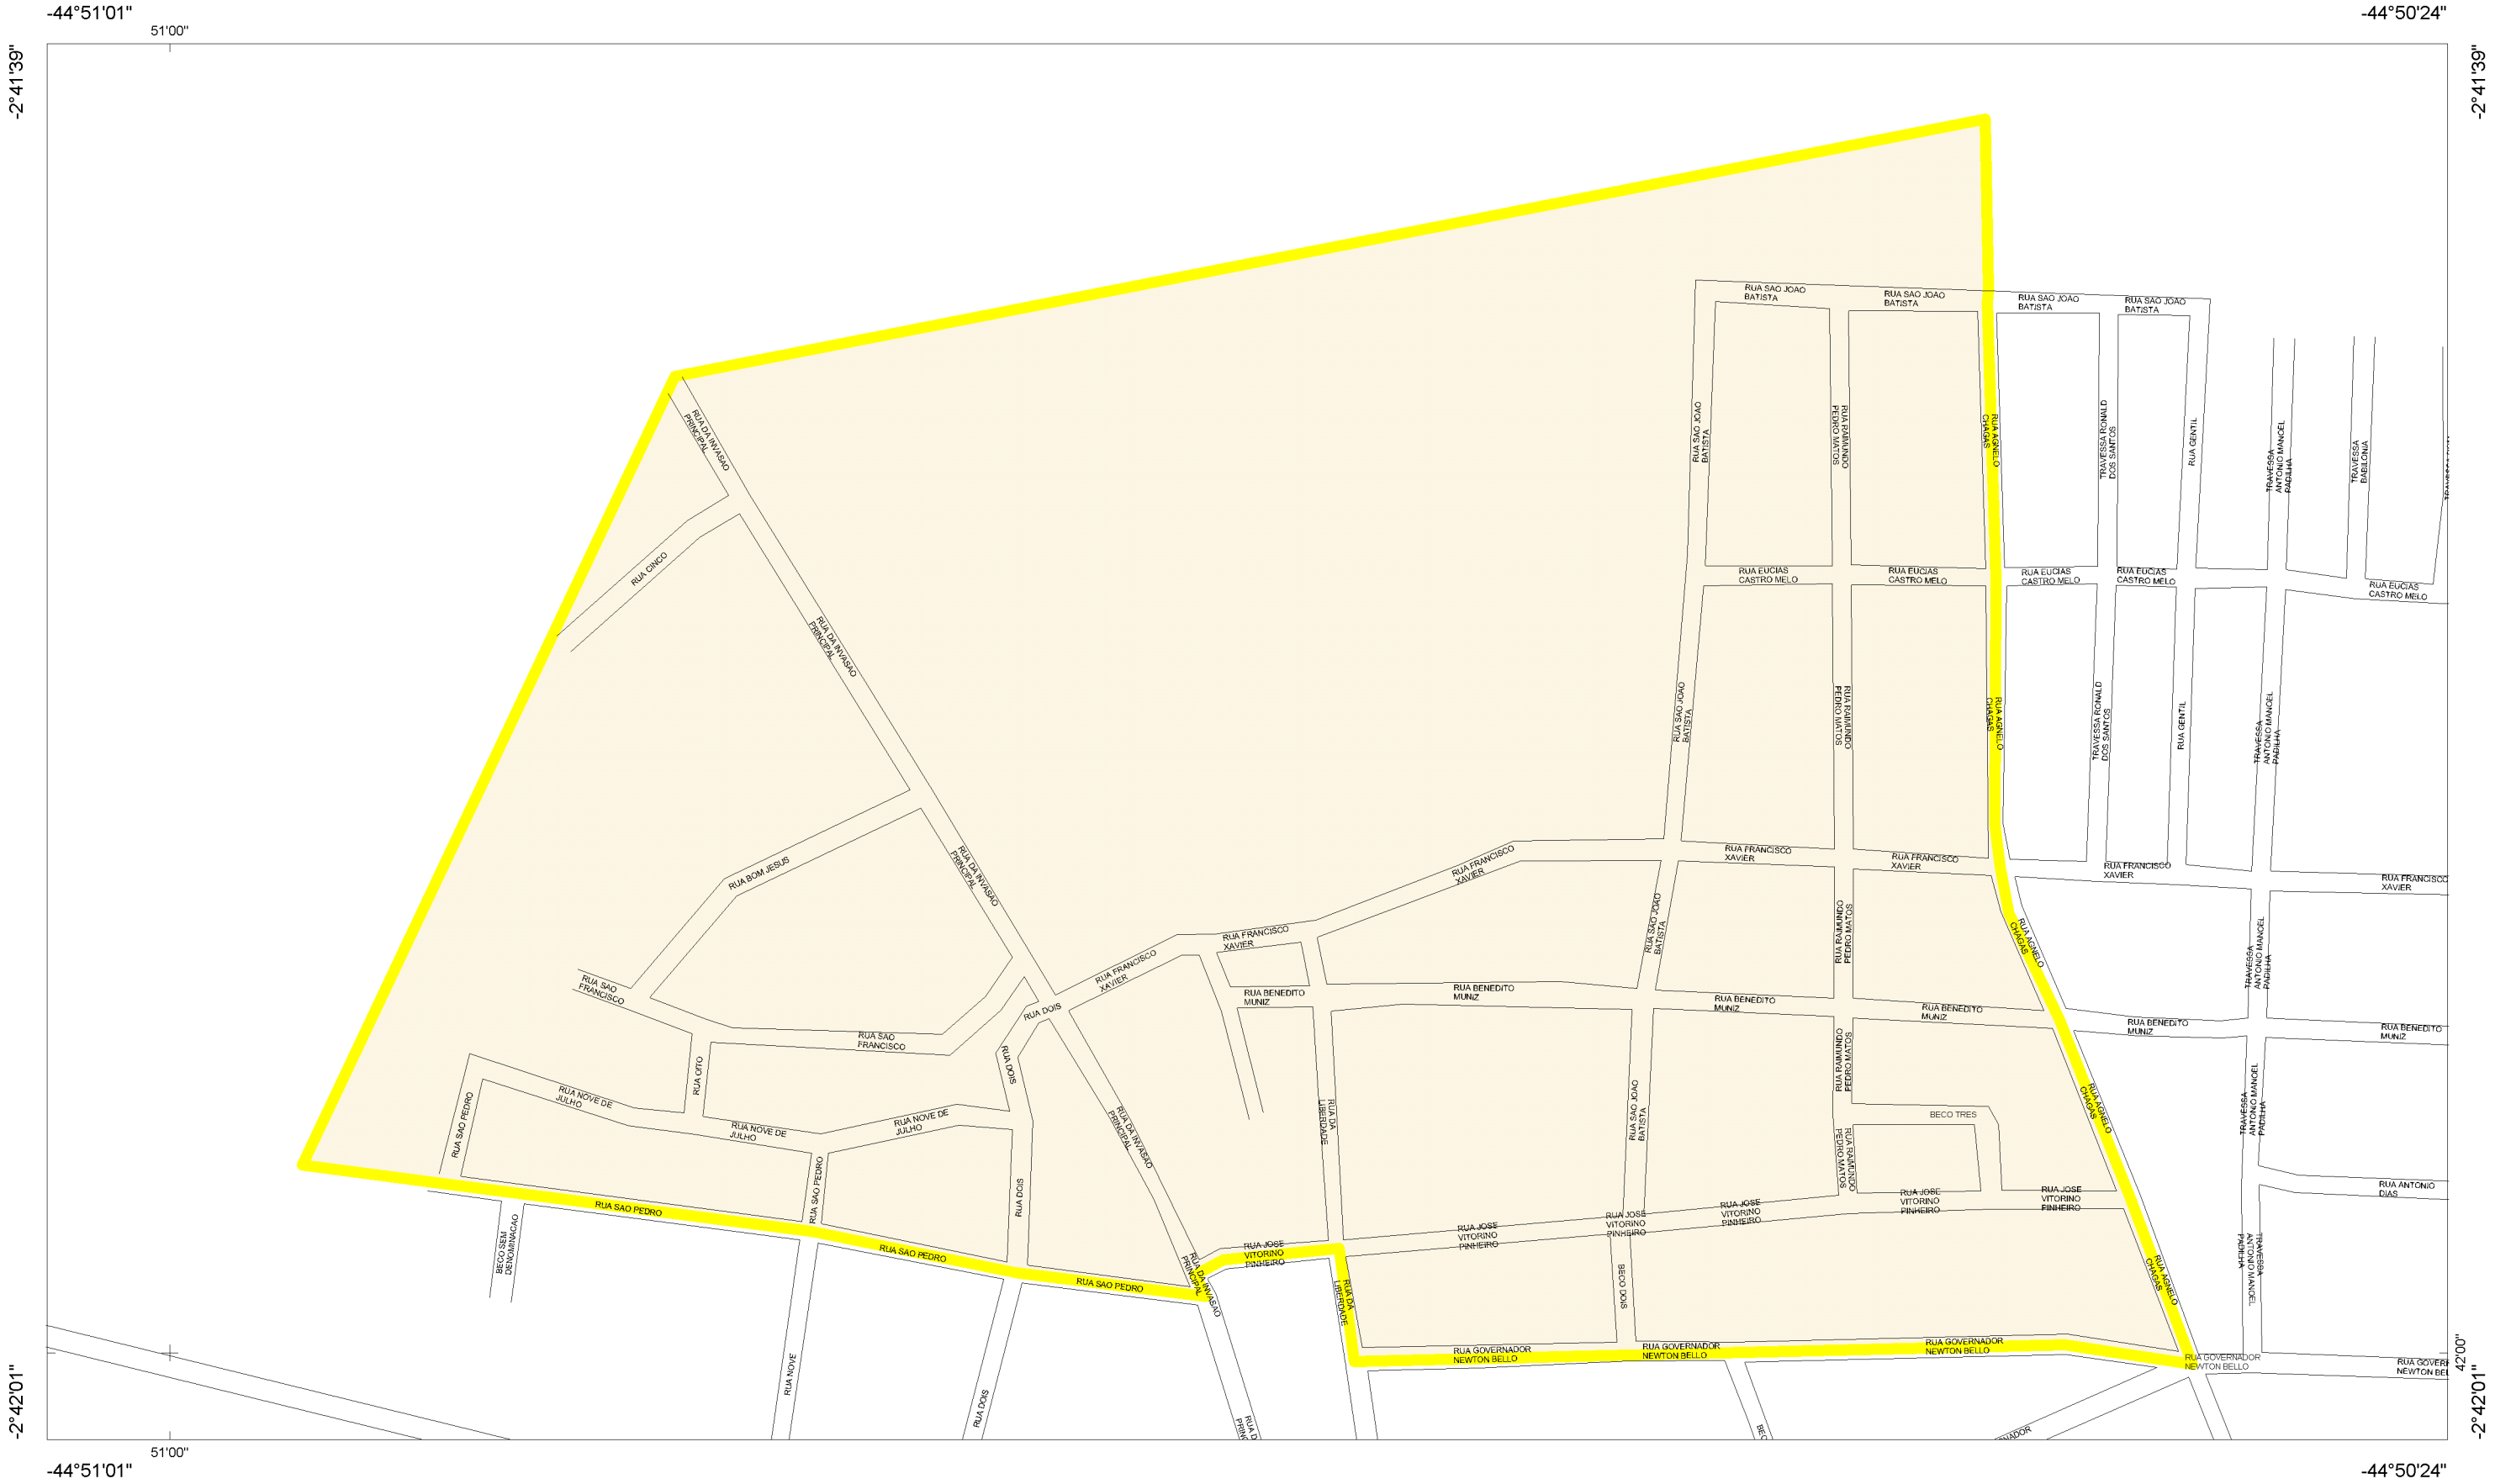 -44°51'01"
-44°50'24"
51'00"
-2°41'39"
-2°41'39"
RUA SAO JOAO
BATISTA
RUA SAO JOAO
BATISTA
RUA SAO JOAO
BATISTA
RUA SAO JOAO
BATISTA
RUA DA INVASAO
PRINCIPAL
RUA SAO JOAO
BATISTA
RUA RAIMUNDO
PEDRO MATOS
RUA AGNELO
CHAGAS
TRAVESSA RONALD
DOS SANTOS
RUA GENTIL
TRAVESSA
ANTONIO MANOEL
PADILHA
TRAVESSA
BABILONIA
RUA CINCO
RUA EUCIAS
CASTRO MELO
RUA EUCIAS
CASTRO MELO
RUA EUCIAS
CASTRO MELO
RUA EUCIAS
CASTRO MELO
RUA EUCIAS
CASTRO MELO
RUA DA INVASAO
PRINCIPAL
RUA SAO JOAO
BATISTA
RUA RAIMUNDO
PEDRO MATOS
RUA AGNELO
CHAGAS
TRAVESSA RONALD
DOS SANTOS
RUA GENTIL
TRAVESSA
ANTONIO MANOEL
PADILHA
RUA BOM JESUS
RUA DA INVASAO
PRINCIPAL
RUA FRANCISCO
XAVIER
RUA FRANCISCO
XAVIER
RUA FRANCISCO
XAVIER
RUA FRANCISCO
XAVIER
RUA FRANCISCO
XAVIER
RUA FRANCISCO
XAVIER
RUA FRANCISCO
XAVIER
RUA SAO JOAO
BATISTA
RUA RAIMUNDO
PEDRO MATOS
RUA AGNELO
CHAGAS
TRAVESSA
ANTONIO MANOEL
PADILHA
RUA SAO
FRANCISCO
RUA SAO
FRANCISCO
RUA DOIS
RUA BENEDITO
MUNIZ
RUA BENEDITO
MUNIZ
RUA BENEDITO
MUNIZ
RUA BENEDITO
MUNIZ
RUA BENEDITO
MUNIZ
RUA BENEDITO
MUNIZ
RUA OITO
RUA DOIS
RUA NOVE DE
JULHO
RUA NOVE DE
JULHO
RUA NOVE DE
JULHO
RUA SAO PEDRO
RUA DA INVASAO
PRINCIPAL
RUA DA
LIBERDADE
RUA SAO JOAO
BATISTA
RUA RAIMUNDO
PEDRO MATOS
BECO TRES
RUA RAIMUNDO
PEDRO MATOS
RUA AGNELO
CHAGAS
TRAVESSA
ANTONIO MANOEL
PADILHA
RUA ANTONIO
DIAS
RUA SAO PEDRO
RUA DOIS
RUA SAO PEDRO
RUA SAO PEDRO
RUA SAO PEDRO
BECO SEM
DENOMINACAO
RUA JOSE
VITORINO
PINHEIRO
RUA JOSE
VITORINO
PINHEIRO
RUA JOSE
VITORINO
PINHEIRO
RUA JOSE
VITORINO
PINHEIRO
RUA JOSE
VITORINO
PINHEIRO
RUA JOSE
VITORINO
PINHEIRO
RUA DA INVASAO
PRINCIPAL
RUA DA
LIBERDADE
BECO DOIS
RUA AGNELO
CHAGAS
TRAVESSA
ANTONIO MANOEL
PADILHA
RUA GOVERNADOR
NEWTON BELLO
RUA GOVERNADOR
NEWTON BELLO
RUA GOVERNADOR
NEWTON BELLO
RUA GOVERNADOR
NEWTON BELLO
RUA GOVER
NEWTON BEL
RUA NOVE
RUA DOIS
RUA D
PRIN
BEC
NADOR
42'00"
-2°42'01"
-2°42'01"
51'00"
-44°51'01"
-44°50'24"